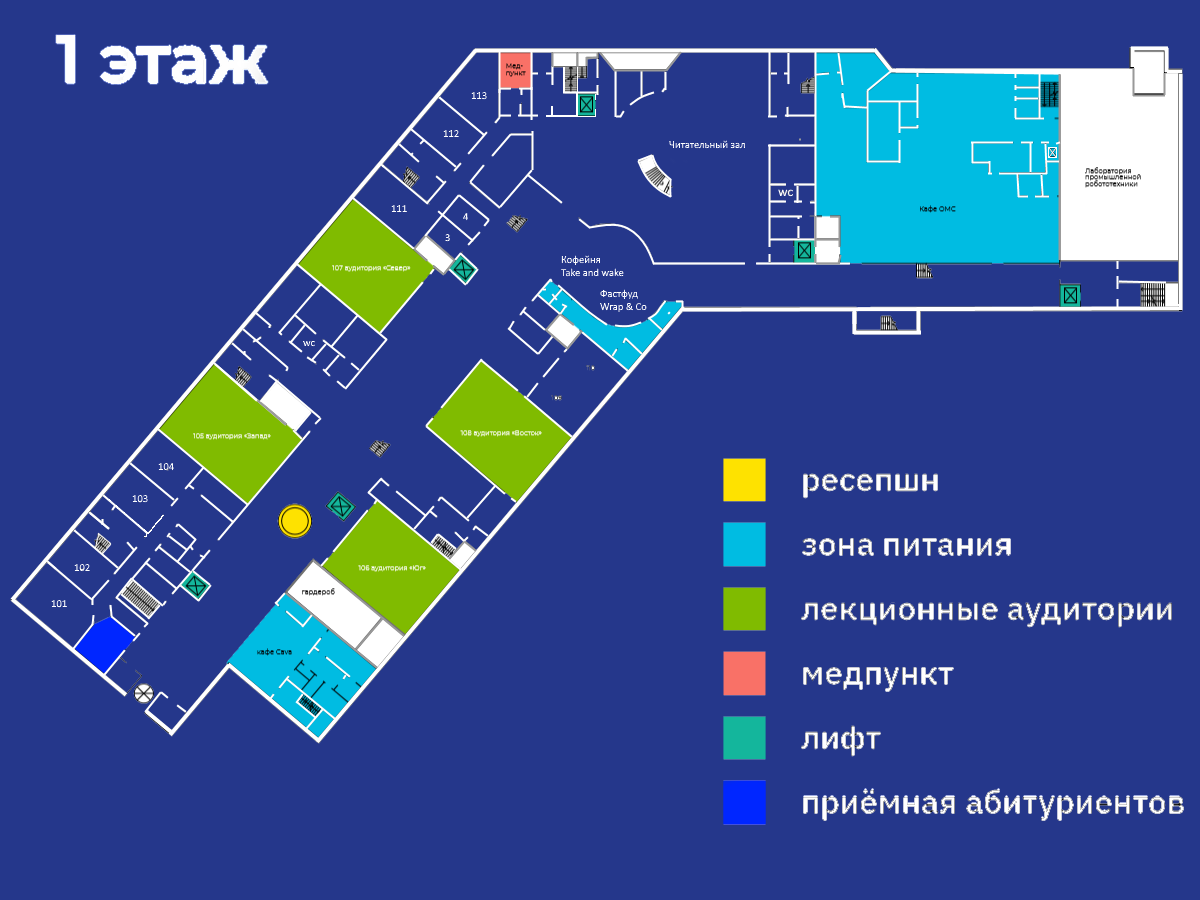 1 этаж
Мед-
пункт
113
112
Читательный зал
111
4
3
WC
Лаборатория
промышленной
робототехники
Кафе ОМС
107 аудитория «Север»
Кофейня
Take and wake
Фастфуд
Wrap & Co
wc
105 аудитория «Запад»
108 аудитория «Восток»
104
103
102
101
106 аудитория «Юг»
гардероб
кафе Cava
ресепшн
зона питания
лекционные аудитории
медпункт
лифт
приёмная абитуриентов